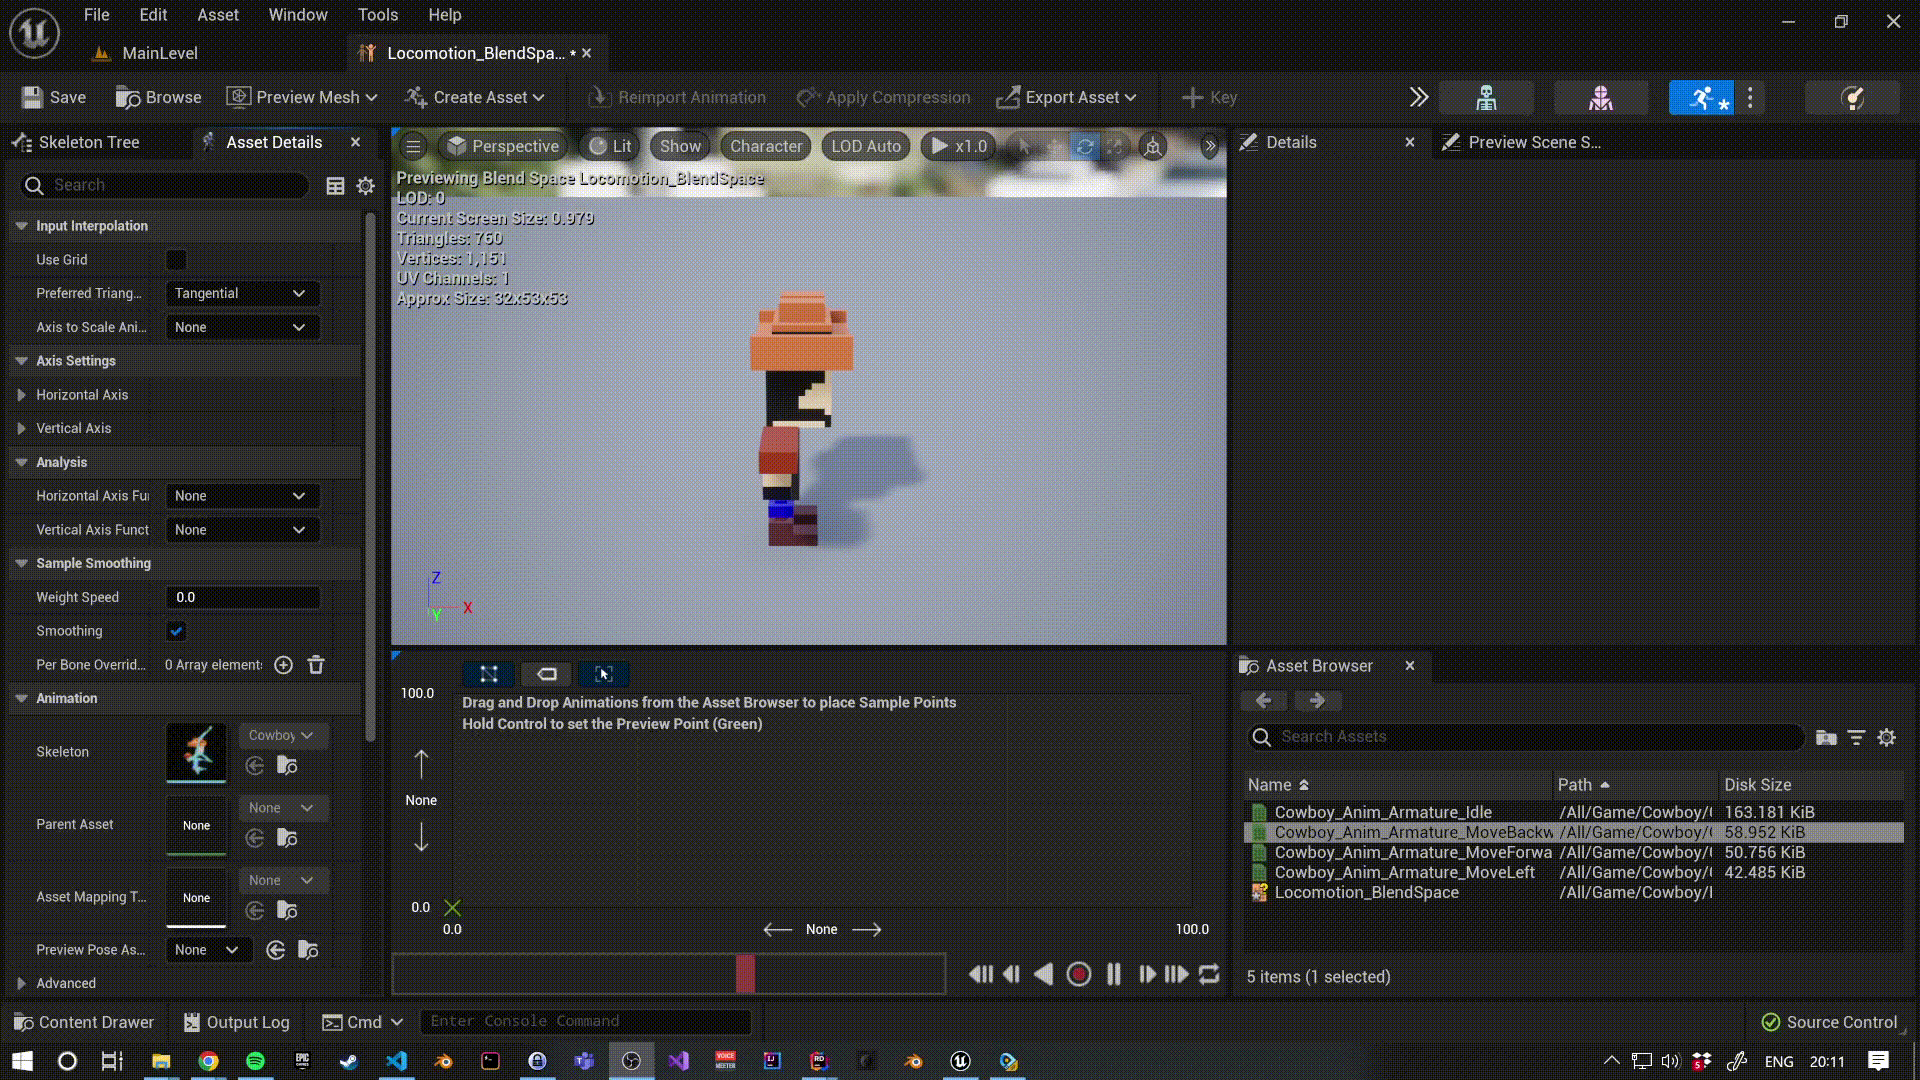 File Edit Asset Window Tools Help
MainLevel
Locomotion_BlendSpa... *
Save Browse Preview Mesh Create Asset Reimport Animation Apply Compression Export Asset Key
Skeleton Tree
Asset Details
Search
Input Interpolation
Use Grid
Preferred Triang... Tangential
Axis to Scale Ani... None
Axis Settings
Horizontal Axis
Vertical Axis
Analysis
Horizontal Axis Fu None
Vertical Axis Funct None
Sample Smoothing
Weight Speed 0.0
Smoothing
Per Bone Overrid... 0 Array element
Animation
Skeleton Cowboy
Parent Asset None None
Asset Mapping T... None None
Preview Pose As... None
Advanced
Perspective Lit Show Character LOD Auto x1.0
Previewing Blend Space Locomotion_BlendSpace
LOD: 0
Current Screen Size: 0.979
Triangles: 760
Vertices: 1,151
UV Channels: 1
Approx Size: 32x53x53
Z
X
Y
100.0
Drag and Drop Animations from the Asset Browser to place Sample Points
Hold Control to set the Preview Point (Green)
None
0.0
0.0 None 100.0
Details
Preview Scene S...
Asset Browser
Search Assets
Name Path Disk Size
Cowboy_Anim_Armature_Idle /All/Game/Cowboy/ 163.181 KiB
Cowboy_Anim_Armature_MoveBackw /All/Game/Cowboy/ 58.952 KiB
Cowboy_Anim_Armature_MoveForwa /All/Game/Cowboy/ 50.756 KiB
Cowboy_Anim_Armature_MoveLeft /All/Game/Cowboy/ 42.485 KiB
Locomotion_BlendSpace /All/Game/Cowboy/
5 items (1 selected)
Content Drawer Output Log Cmd Enter Console Command Source Control
ENG 20:11